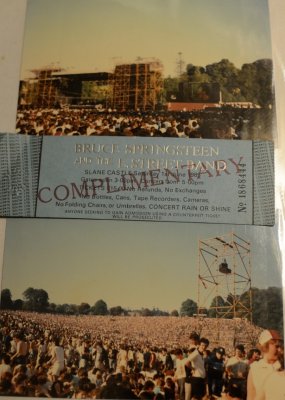 BRUCE SPRINGSTEEN
AND THE E. STREET BAND
SLANE CASTLE
COMPLIMENTARY
5:00pm
Refunds, No Exchanges
No Bottles, Cans, Tape Recorders, Cameras,
No Folding Chairs, or Umbrellas, CONCERT RAIN OR SHINE
ANYONE SEEKING TO GAIN ADMISSION USING A COUNTERFEIT TICKET
WILL BE PROSECUTED.
No